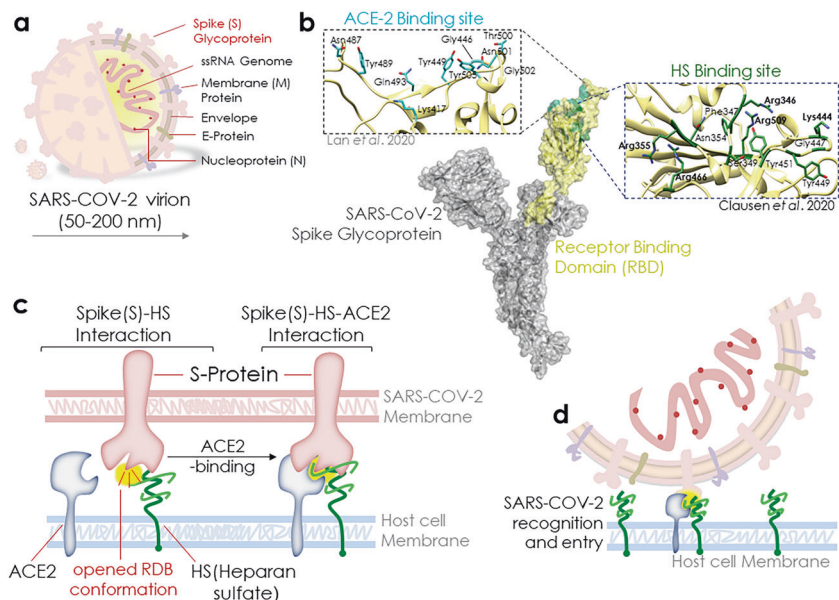 a
Spike (S)
Glycoprotein
ssRNA Genome
Membrane (M)
Protein
Envelope
E-Protein
Nucleoprotein (N)
SARS-COV-2 virion
(50-200 nm)
b
ACE-2 Binding site
Asn487
Tyr489
Gln493
Lys417
Tyr449
Tyr505
Gly446
Thr500
Asn501
Gly502
Lan et al. 2020
HS Binding site
Arg346
Phe347
Arg509
Asn354
Lys444
Arg355
Gly447
Ser349
Tyr451
Arg466
Tyr449
Clausen et al. 2020
SARS-CoV-2
Spike Glycoprotein
Receptor Binding
Domain (RBD)
c
Spike(S)-HS
Interaction
Spike(S)-HS-ACE2
Interaction
S-Protein
SARS-COV-2
Membrane
ACE2
-binding
Host cell
Membrane
ACE2
opened RDB
conformation
HS(Heparan
sulfate)
d
SARS-COV-2
recognition
and entry
Host cell Membrane